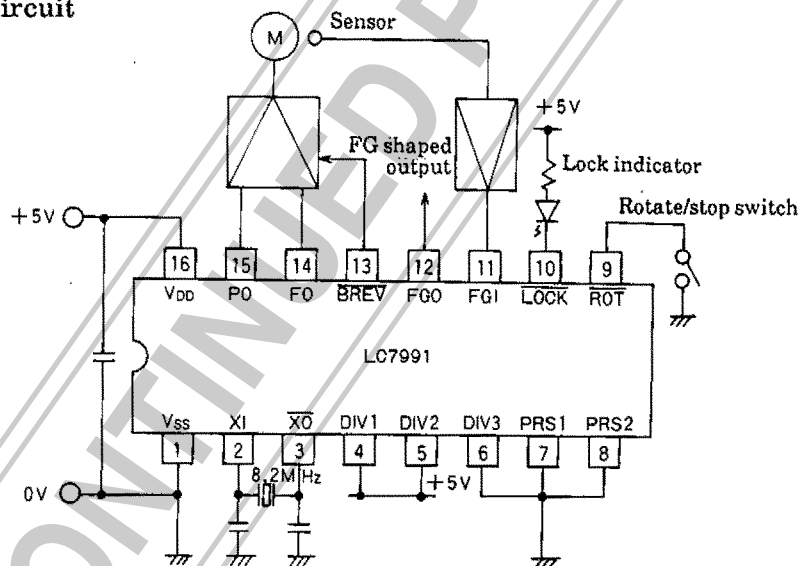 ircuit
M
Sensor
+5V
FG shaped
output
Lock indicator
Rotate/stop switch
+5V
16 15 14 13 12 11 10 9
VDD PO FO BREV FGO FGI LOCK ROT
LC7991
VSS XI XO DIV1 DIV2 DIV3 PRS1 PRS2
1 2 3 4 5 6 7 8
8.2MHz
+5V
0V
ONTINUED P